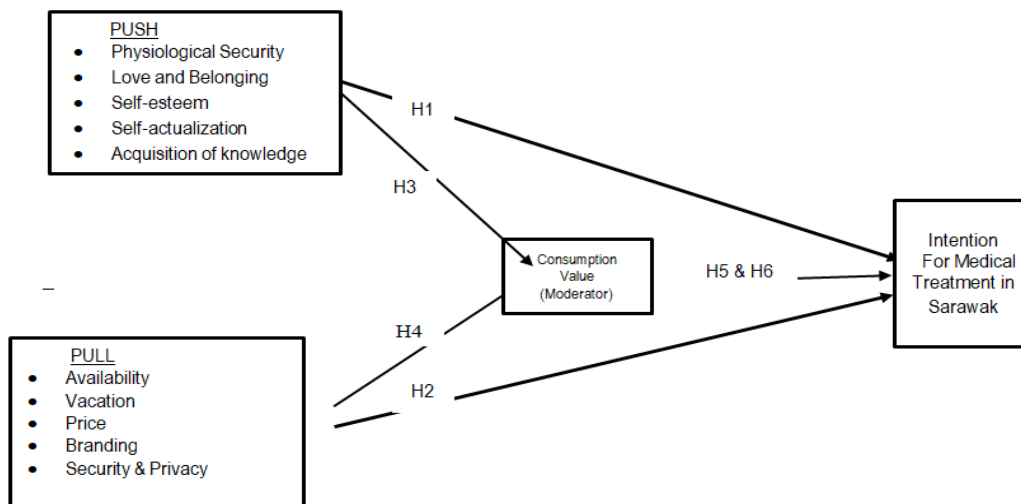 PUSH
• Physiological Security
• Love and Belonging
• Self-esteem
• Self-actualization
• Acquisition of knowledge
H1
H3
Consumption
Value
(Moderator)
H5 & H6
Intention
For Medical
Treatment in
Sarawak
H4
H2
PULL
• Availability
• Vacation
• Price
• Branding
• Security & Privacy